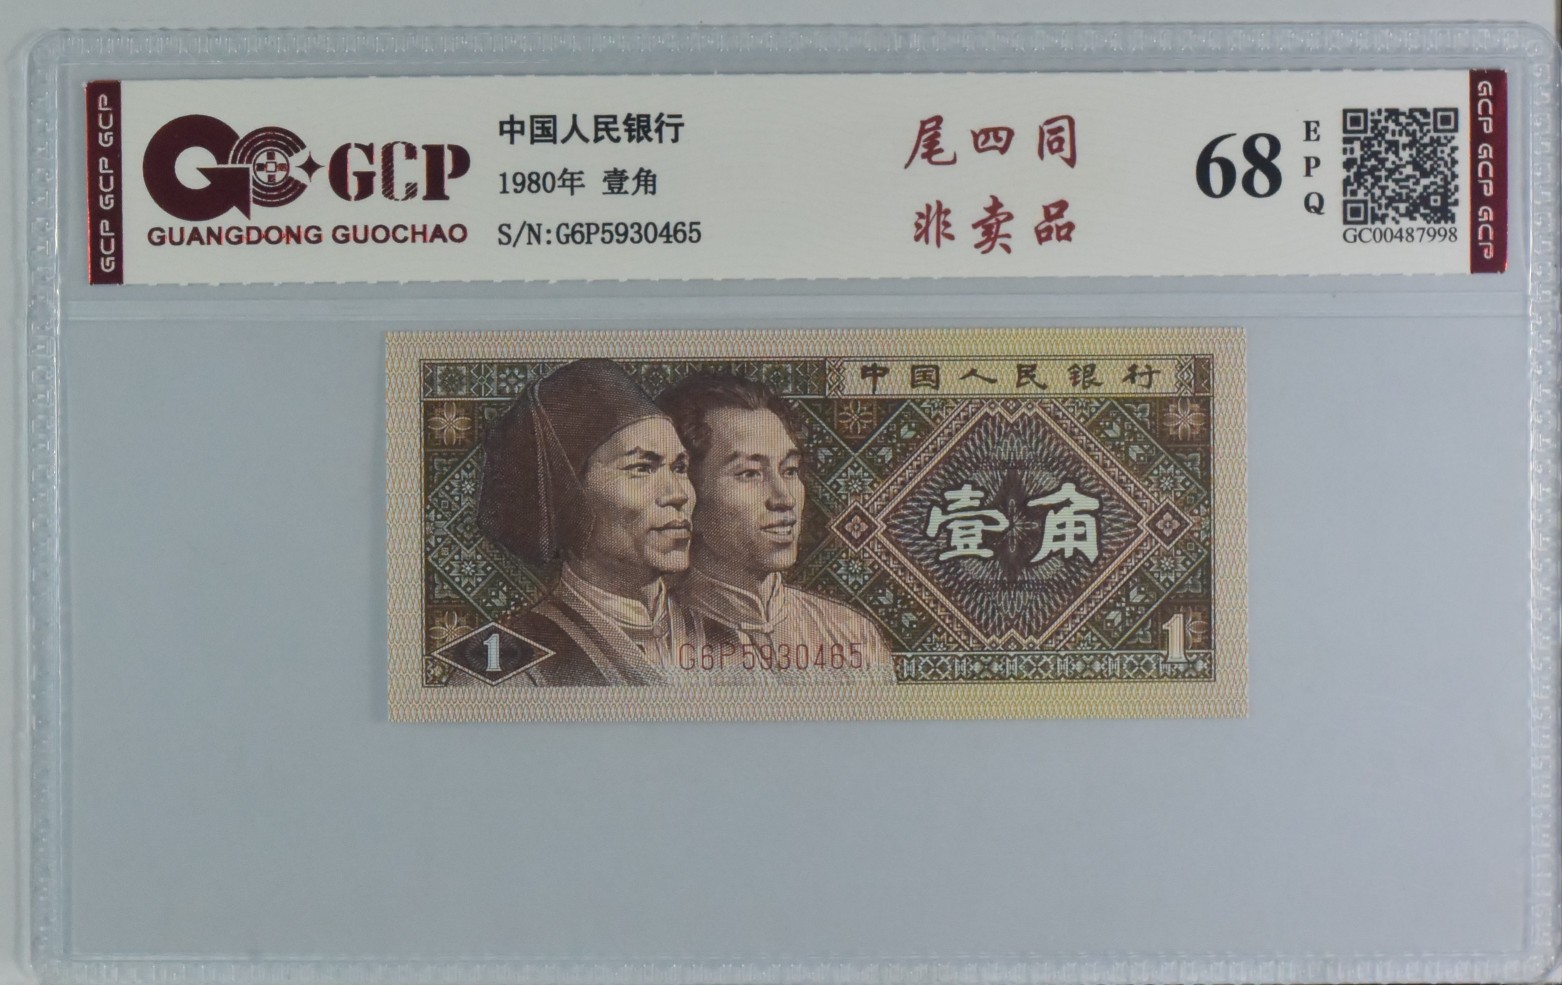 GCP GCP GCP
GCP
GUANGDONG GUOCHAO
中国人民银行
1980年 壹角
S/N:G6P5930465
尾四同
非卖品
68
EPQ
GC00487998
GCP GCP GCP
中国人民银行
壹角
1
G6P5930465
1